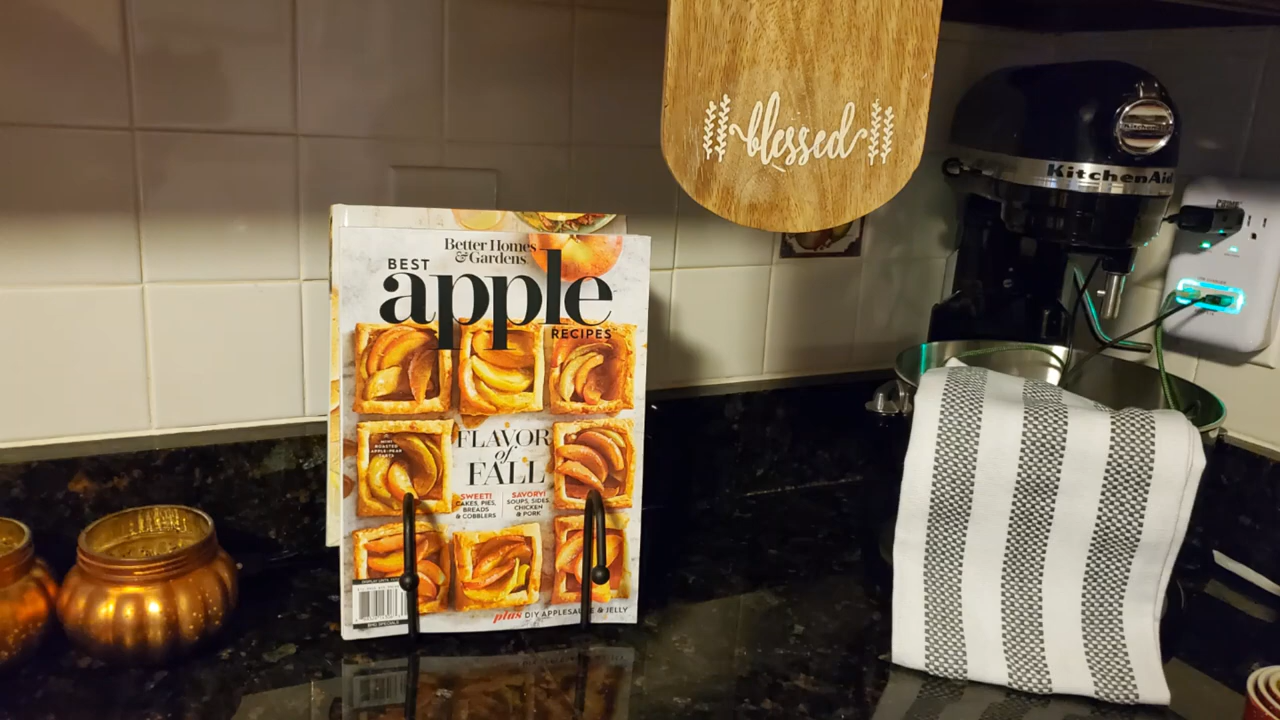 blessed
KitchenAid
Better Homes
& Gardens
BEST
apple
RECIPES
FLAVOR
of
FALL
SWEET!
CAKES, PIES,
BREADS
& COBBLERS
SAVORY!
SOUPS, SIDES,
CHICKEN
& PORK
plus DIY APPLESAUCE & JELLY